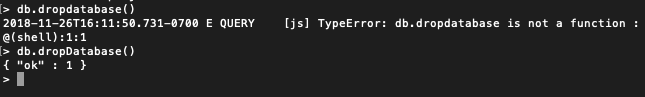 [> db.dropdatabase()
2018-11-26T16:11:50.731-0700 E QUERY    [js] TypeError: db.dropdatabase is not a function :
@(shell):1:1
[> db.dropDatabase()
{ "ok" : 1 }
>